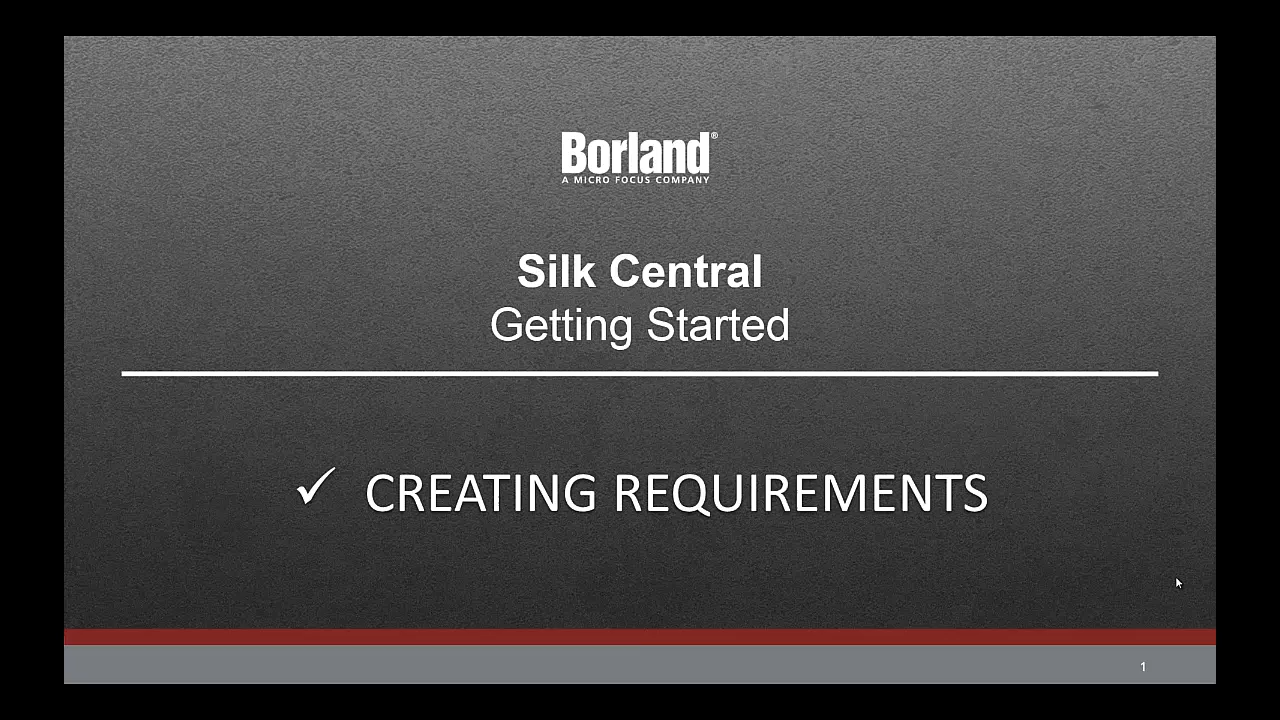 Borland®
A MICRO FOCUS COMPANY
Silk Central
Getting Started
✓ CREATING REQUIREMENTS
1